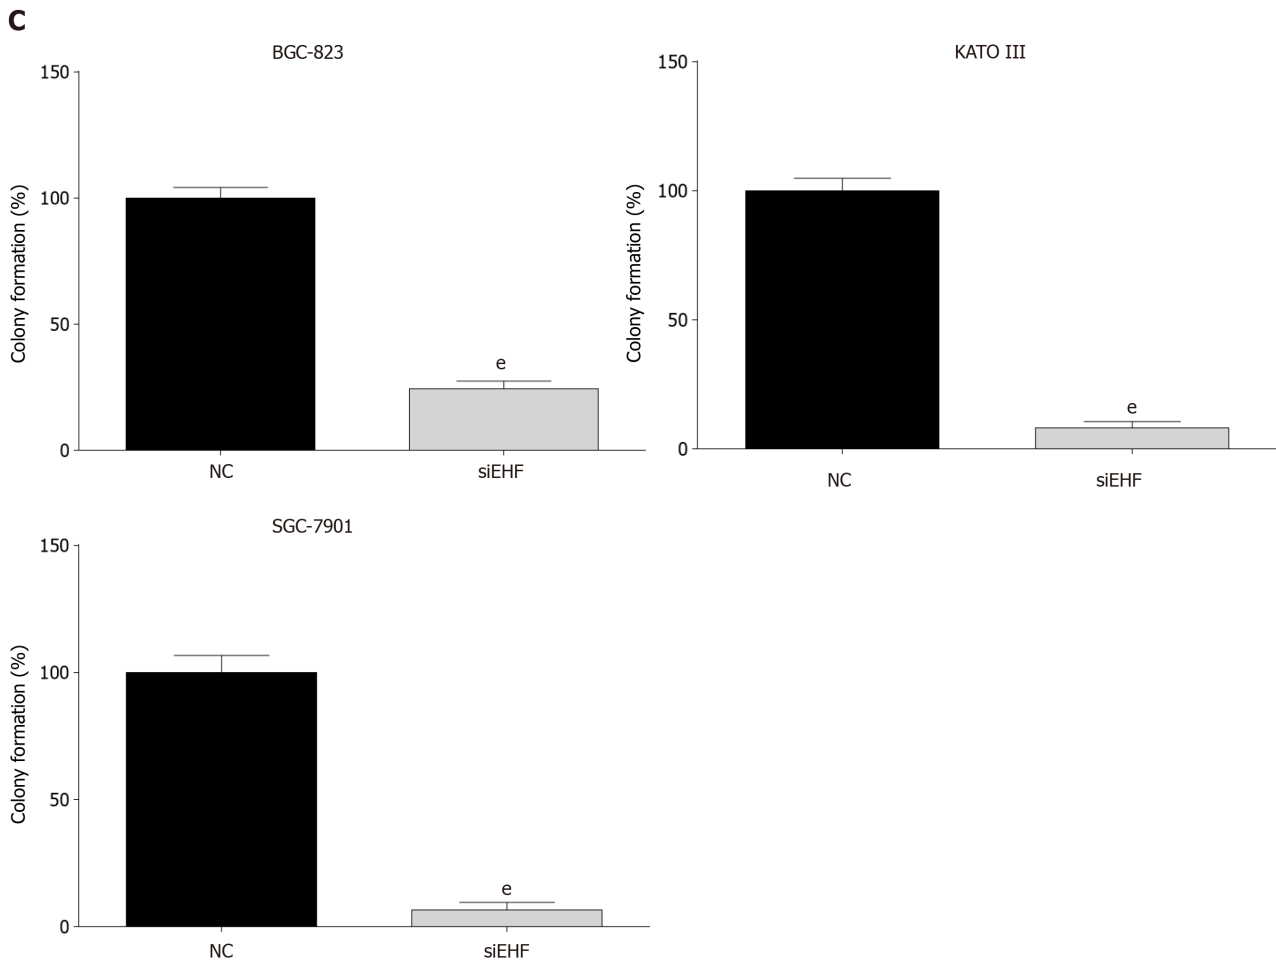 C
BGC-823
150
100
50
0
Colony formation (%)
e
NC
siEHF
KATO III
150
100
50
0
Colony formation (%)
e
NC
siEHF
SGC-7901
150
100
50
0
Colony formation (%)
e
NC
siEHF